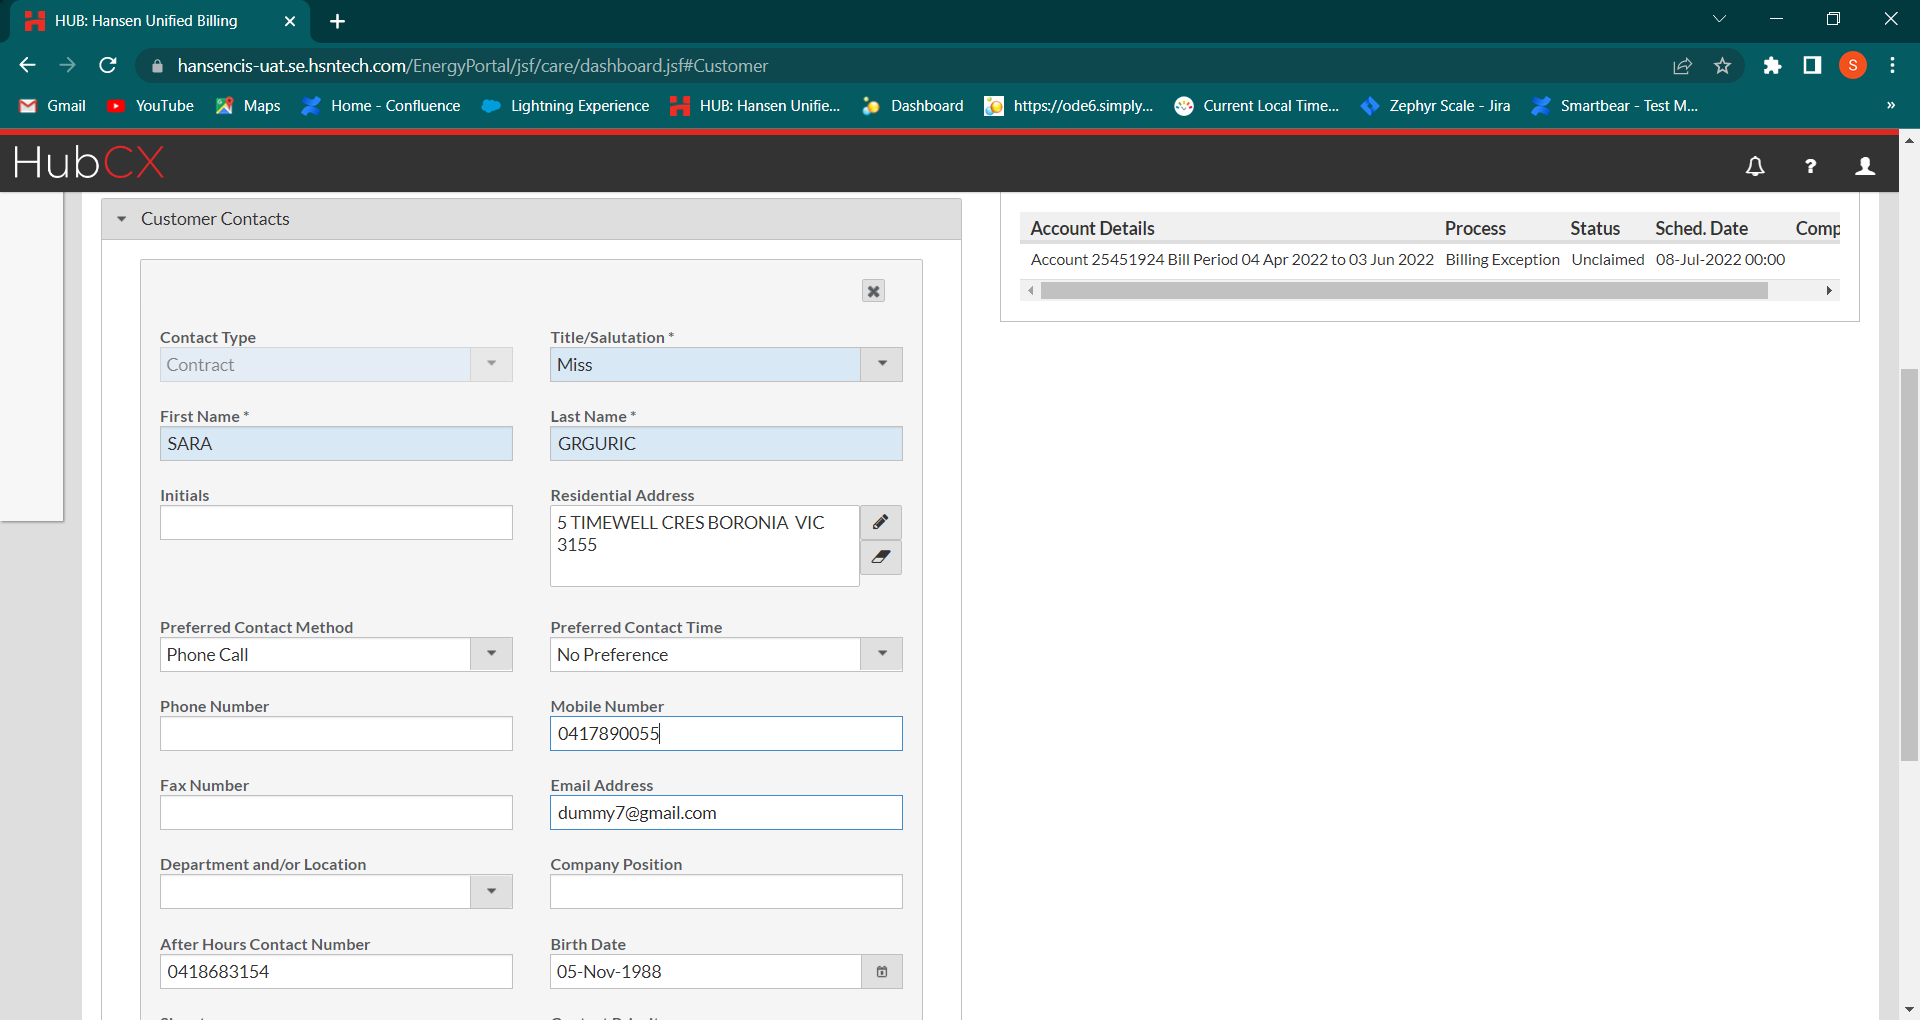 HUB: Hansen Unified Billing
hansencis-uat.se.hsntech.com/EnergyPortal/jsf/care/dashboard.jsf#Customer
S
Gmail YouTube Maps Home - Confluence Lightning Experience HUB: Hansen Unifie... Dashboard https://ode6.simply... Current Local Time... Zephyr Scale - Jira Smartbear - Test M... »
HubCX
?
Customer Contacts
Contact Type Title/Salutation *
Contract Miss
First Name * Last Name *
SARA GRGURIC
Initials Residential Address
5 TIMEWELL CRES BORONIA VIC
3155
Preferred Contact Method Preferred Contact Time
Phone Call No Preference
Phone Number Mobile Number
0417890055
Fax Number Email Address
dummy7@gmail.com
Department and/or Location Company Position
After Hours Contact Number Birth Date
0418683154 05-Nov-1988
Account Details Process Status Sched. Date Comp
Account 25451924 Bill Period 04 Apr 2022 to 03 Jun 2022 Billing Exception Unclaimed 08-Jul-2022 00:00